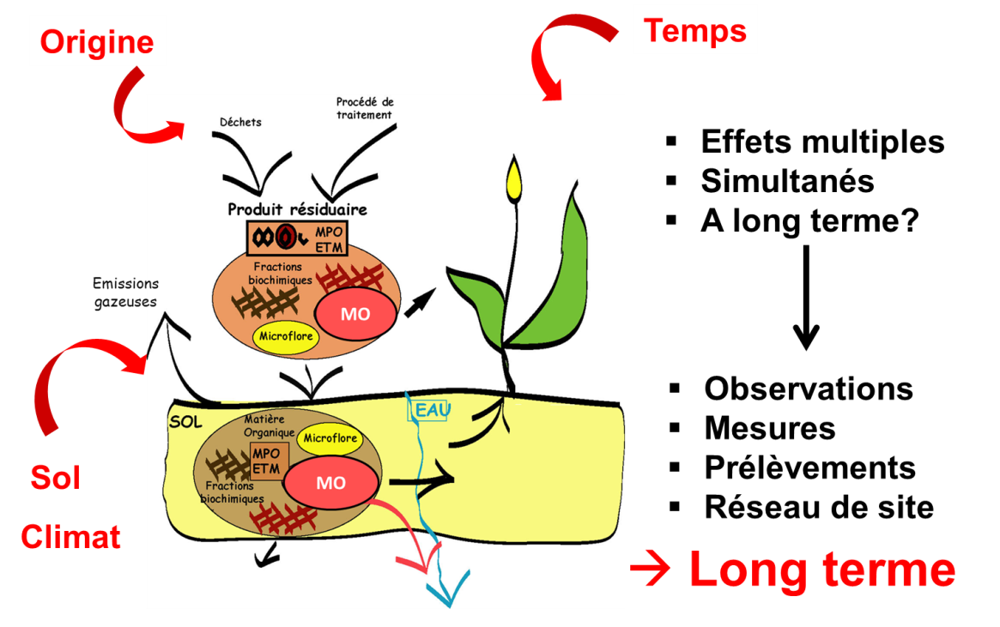 Origine
Temps
Déchets
Procédé de
traitement
Produit résiduaire
MPO
ETM
Fractions
biochimiques
MO
Microflore
Emissions
gazeuses
SOL
Matière
Organique
Microflore
MPO
ETM
MO
Fractions
biochimiques
EAU
Sol
Climat
▪ Effets multiples
▪ Simultanés
▪ A long terme?
▪ Observations
▪ Mesures
▪ Prélèvements
▪ Réseau de site
→ Long terme